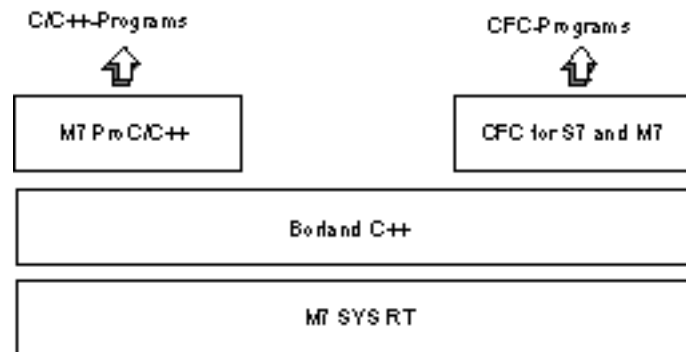 C/C++-Programs
CFC-Programs
M7 ProC/C++
CFC for S7 and M7
Borland C++
M7 SYS RT